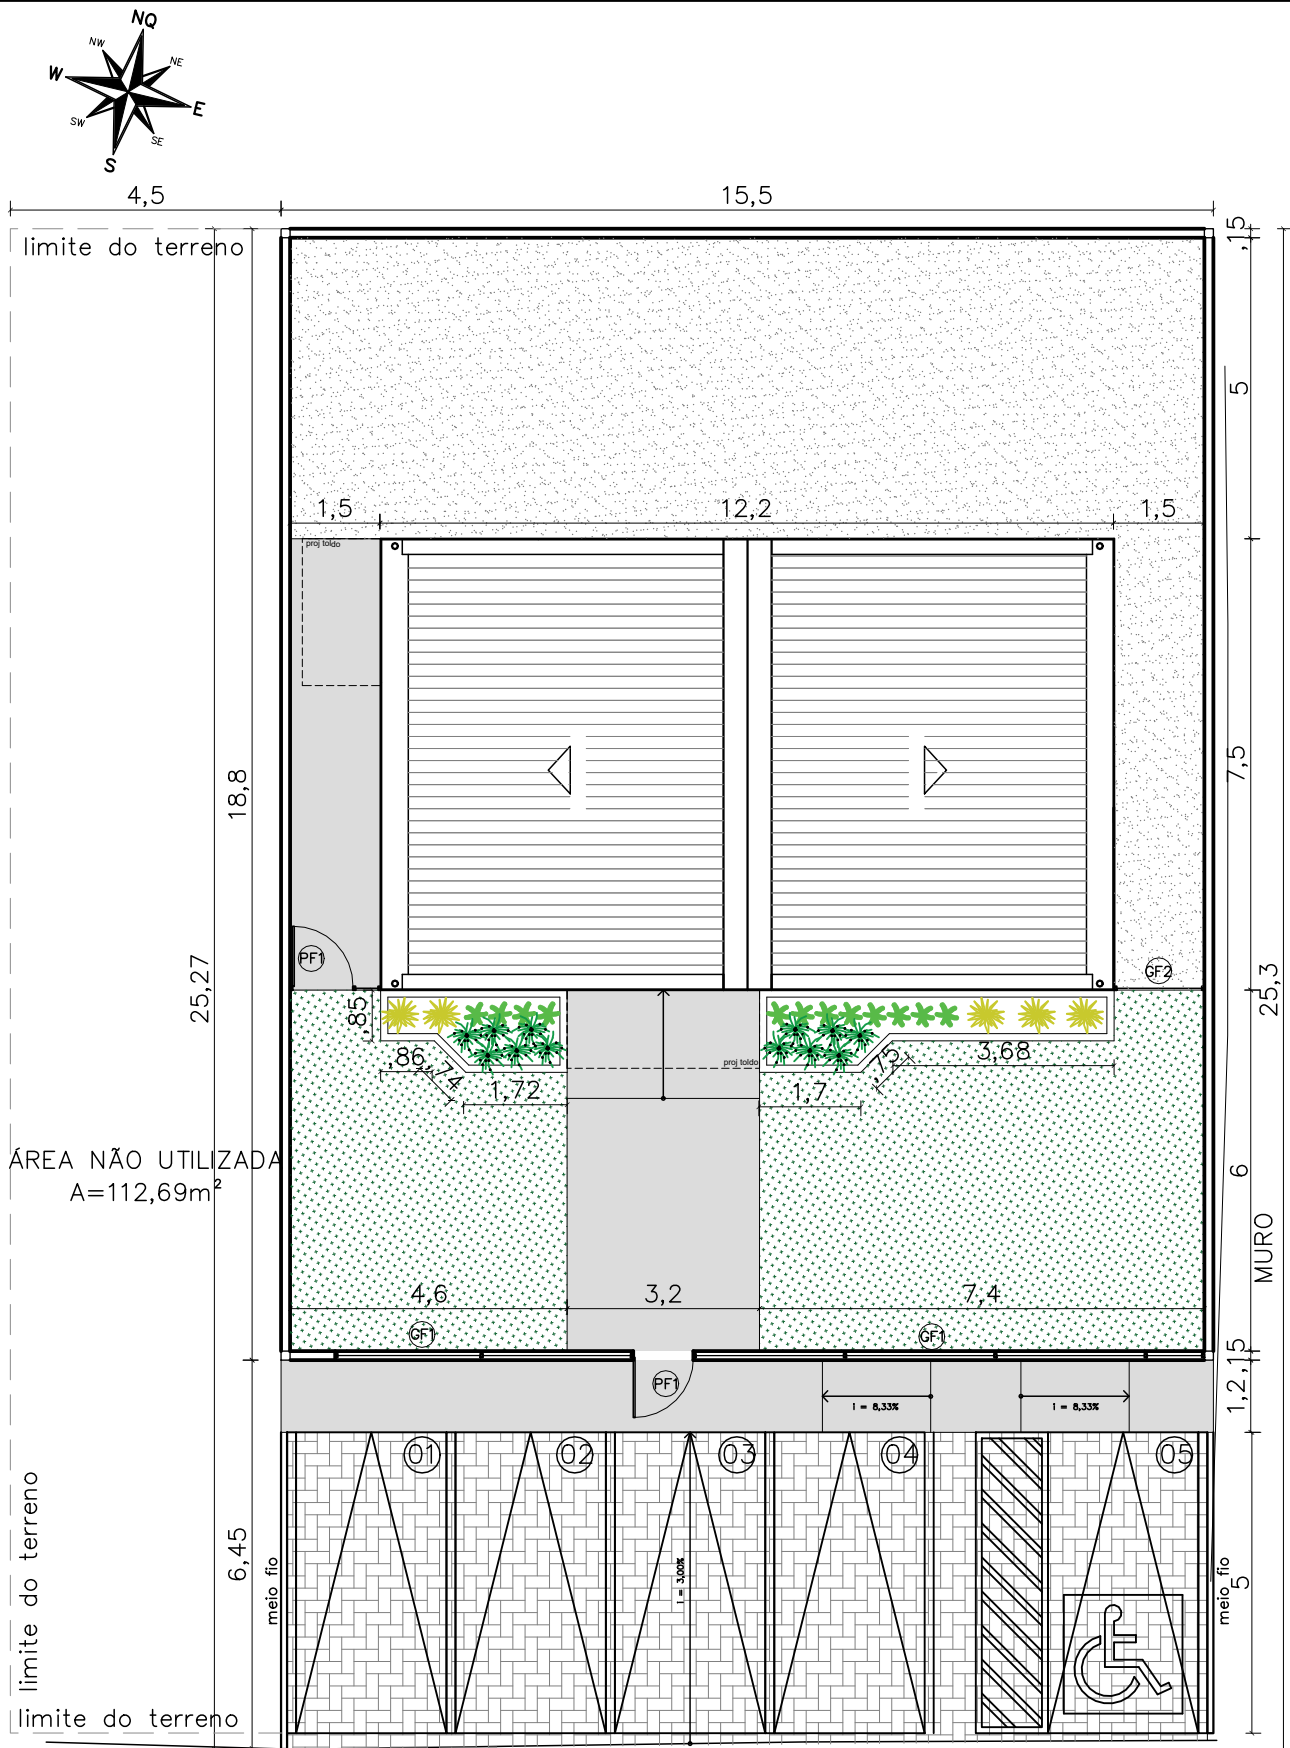 NQ
NW
NE
W
E
SW
SE
S
4,5
15,5
limite do terreno
,15
5
1,5
12,2
1,5
proj toldo
7,5
18,8
25,27
PF1
GF2
25,3
,85
,86
,74
1,72
proj toldo
1,7
,75
3,68
ÁREA NÃO UTILIZADA
A=112,69m²
6
MURO
4,6
3,2
7,4
GF1
GF1
,15
PF1
i = 8,33%
i = 8,33%
1,2
01
02
03
04
05
6,45
meio fio
i = 3,00%
5
meio fio
limite do terreno
limite do terreno